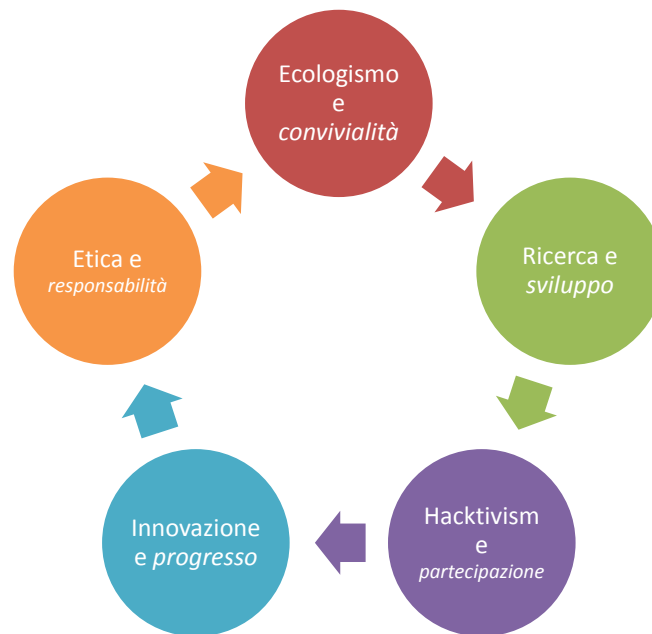 Ecologismo
e
convivialità
Ricerca e
sviluppo
Hacktivism
e
partecipazione
Innovazione
e progresso
Etica e
responsabilità